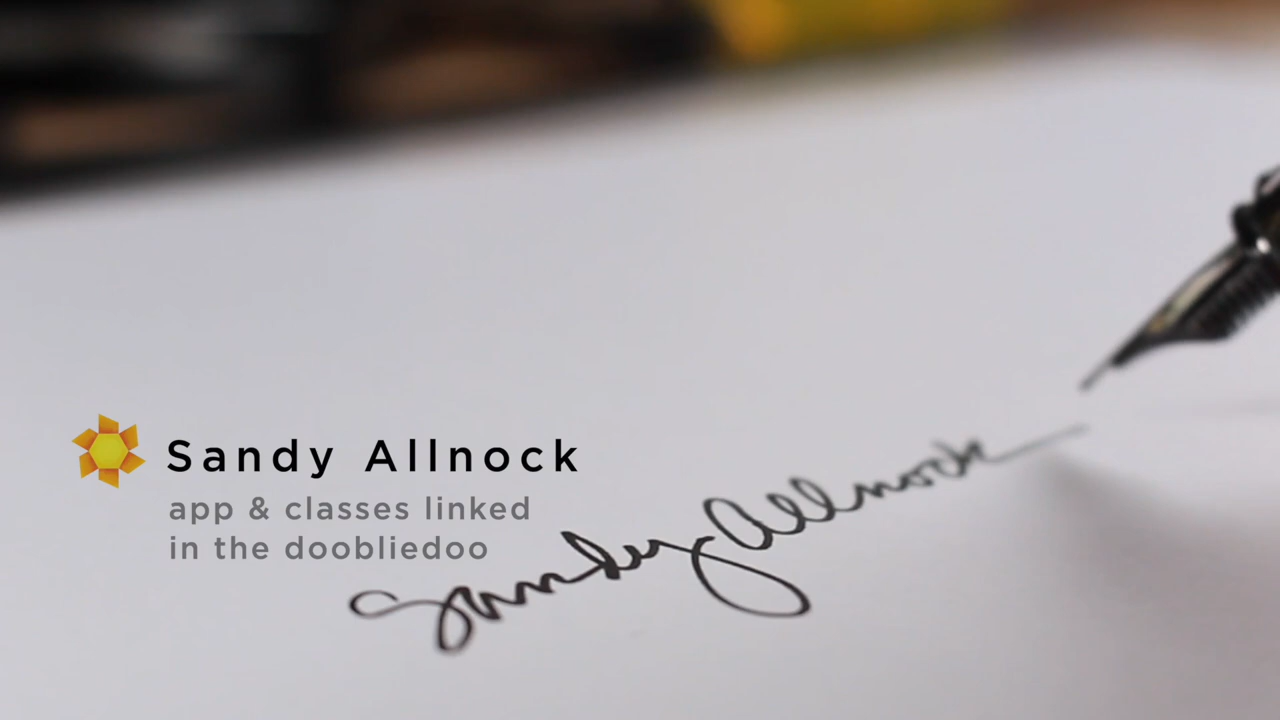 Sandy Allnock
app & classes linked
in the doobliedoo
Sandy Allnock